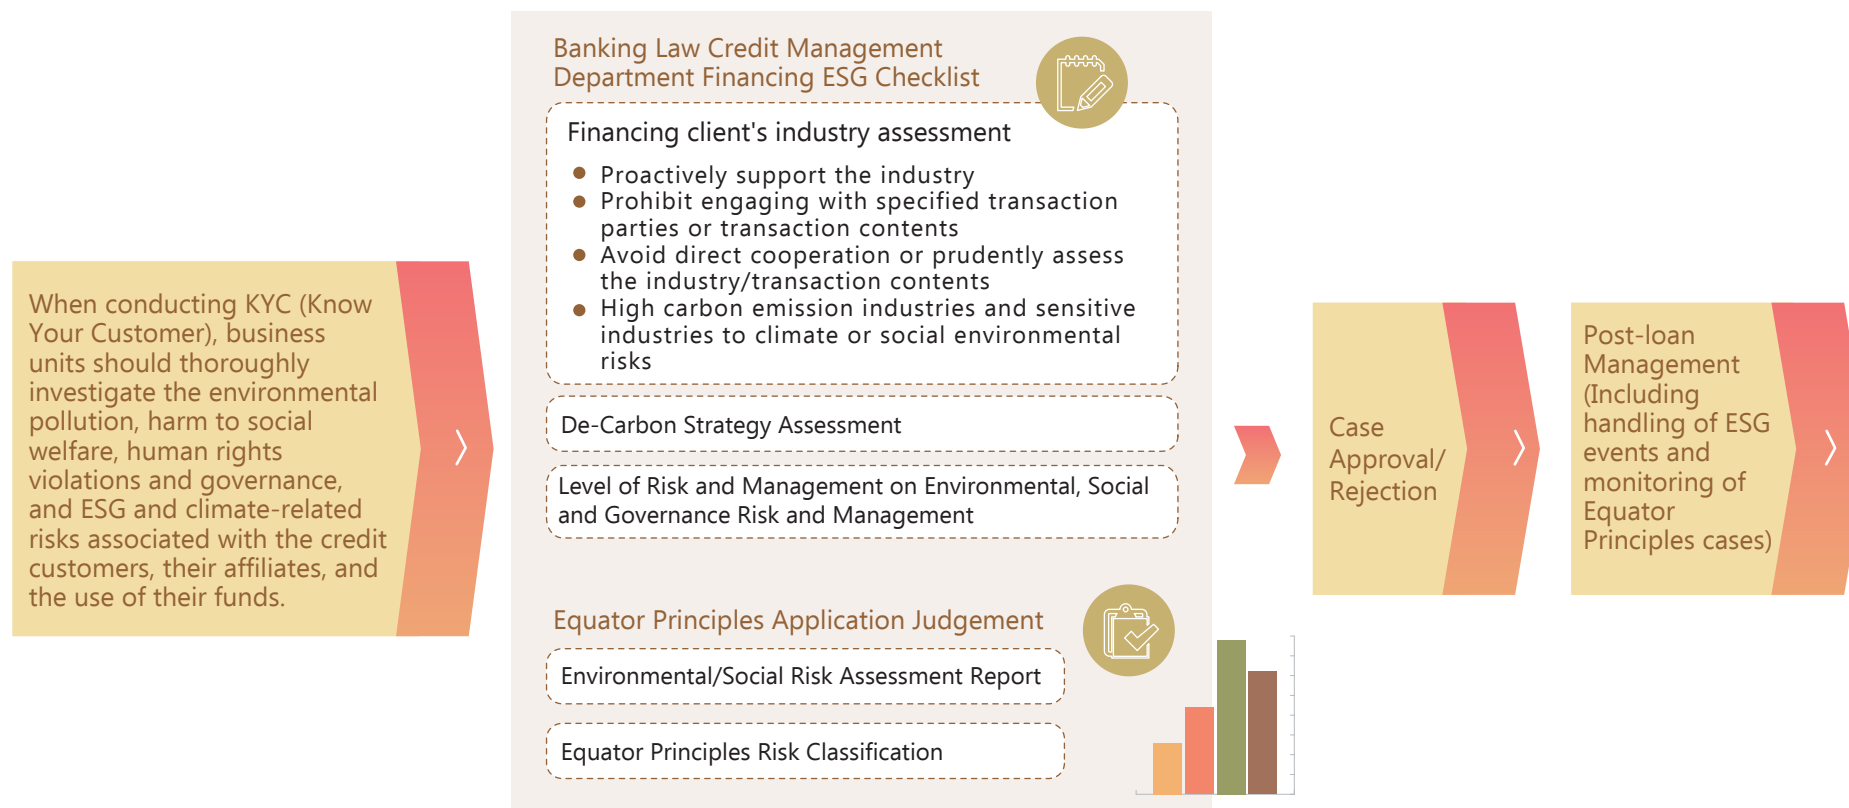 When conducting KYC (Know
Your Customer), business
units should thoroughly
investigate the environmental
pollution, harm to social
welfare, human rights
violations and governance,
and ESG and climate-related
risks associated with the credit
customers, their affiliates, and
the use of their funds.
Banking Law Credit Management
Department Financing ESG Checklist
Financing client's industry assessment
Proactively support the industry
Prohibit engaging with specified transaction
parties or transaction contents
Avoid direct cooperation or prudently assess
the industry/transaction contents
High carbon emission industries and sensitive
industries to climate or social environmental
risks
De-Carbon Strategy Assessment
Level of Risk and Management on Environmental, Social
and Governance Risk and Management
Equator Principles Application Judgement
Environmental/Social Risk Assessment Report
Equator Principles Risk Classification
Case
Approval/
Rejection
Post-loan
Management
(Including
handling of ESG
events and
monitoring of
Equator
Principles cases)